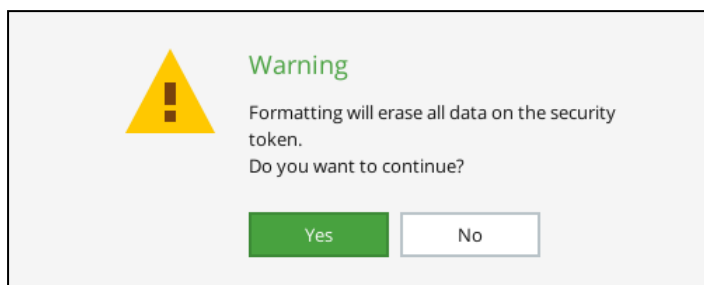 Warning
Formatting will erase all data on the security
token.
Do you want to continue?
Yes
No